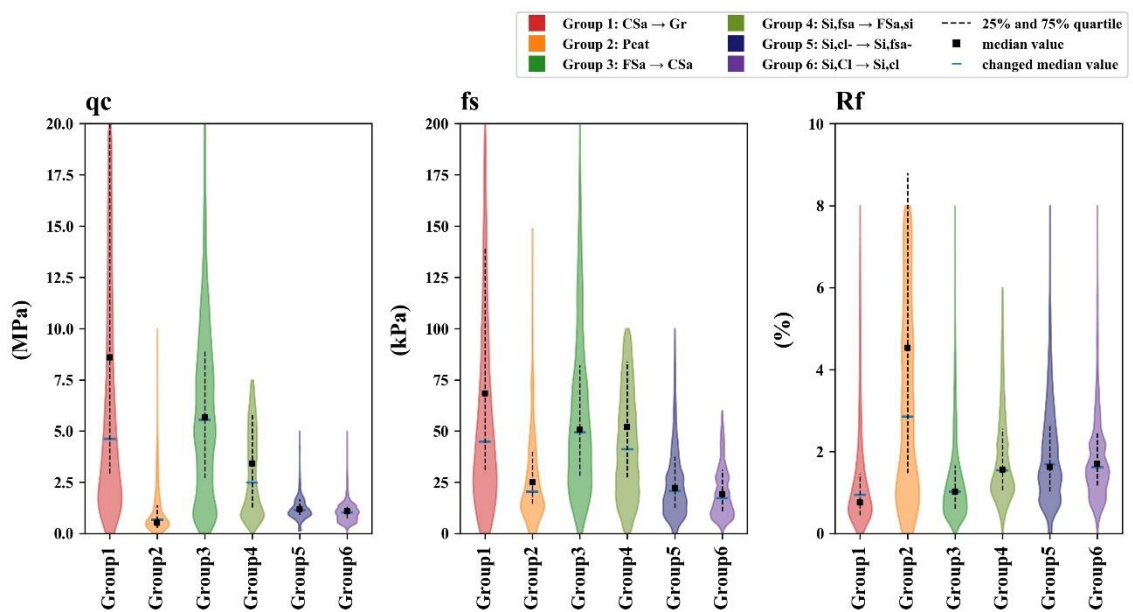 Group 1: CSa → Gr
Group 2: Peat
Group 3: FSa → CSa
Group 4: Si,fsa → FSa,si
Group 5: Si,cl- → Si,fsa-
Group 6: Si,Cl → Si,cl
25% and 75% quartile
median value
changed median value
qc
fs
Rf
(MPa)
20.0
17.5
15.0
12.5
10.0
7.5
5.0
2.5
0.0
Group1
Group2
Group3
Group4
Group5
Group6
(kPa)
200
175
150
125
100
75
50
25
0
Group1
Group2
Group3
Group4
Group5
Group6
(%)
10
8
6
4
2
0
Group1
Group2
Group3
Group4
Group5
Group6